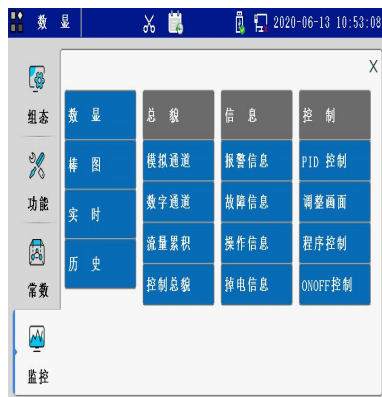 数 显 2020-06-13 10:53:08
X
组态
功能
常数
监控
数 显
棒 图
实 时
历 史
总 貌
模拟通道
数字通道
流量累积
控制总貌
信 息
报警信息
故障信息
操作信息
掉电信息
控 制
PID 控制
调整画面
程序控制
ONOFF控制